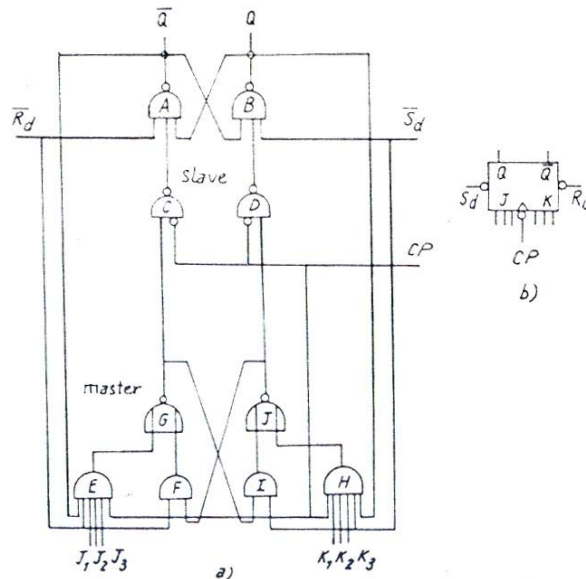 Q̅ Q
A B
R̅d S̅d
slave
C D
CP
master
G J
E F I H
J1 J2 J3 K1 K2 K3
a)
Q Q̅
S̅d J K R̅d
CP
b)